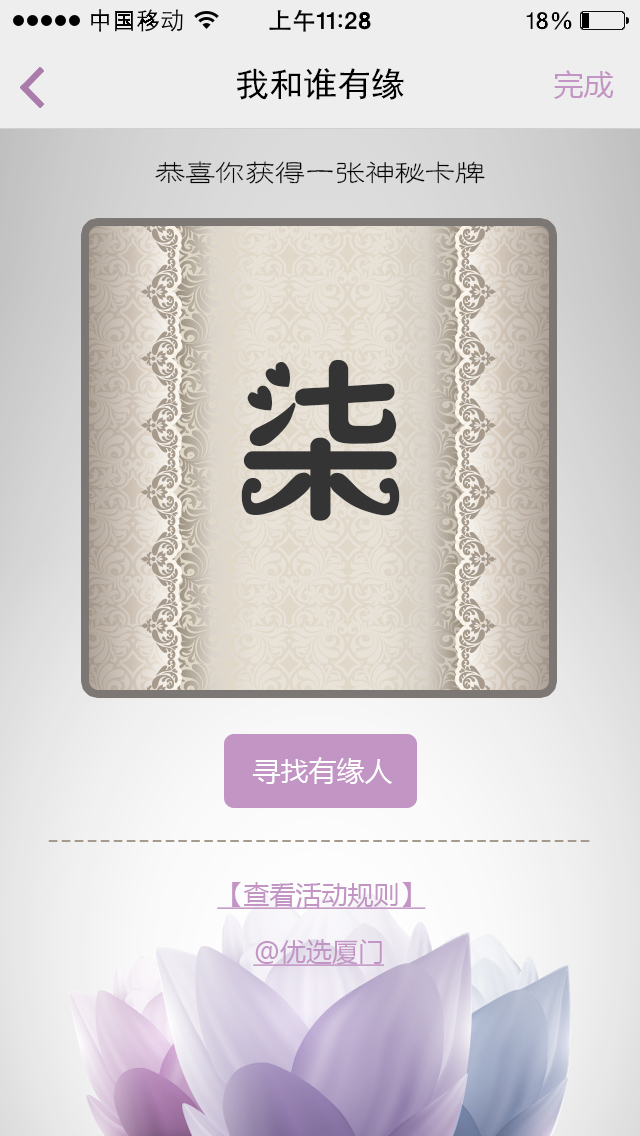 中国移动 上午11:28 18%
我和谁有缘 完成
恭喜你获得一张神秘卡牌
柒
寻找有缘人
【查看活动规则】
@优选厦门